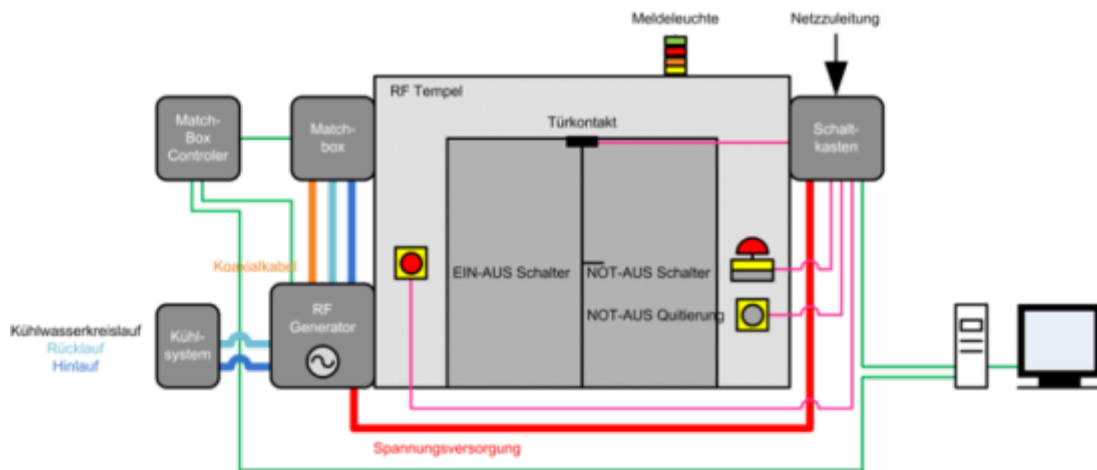 Meldeleuchte
Netzzuleitung
RF Tempel
Match-
Box
Controler
Match-
box
Türkontakt
Schalt-
kasten
Koaxialkabel
EIN-AUS Schalter
NOT-AUS Schalter
RF
Generator
NOT-AUS Quitierung
Kühlwasserkreislauf
Rücklauf
Hinlauf
Kühl-
system
Spannungsversorgung